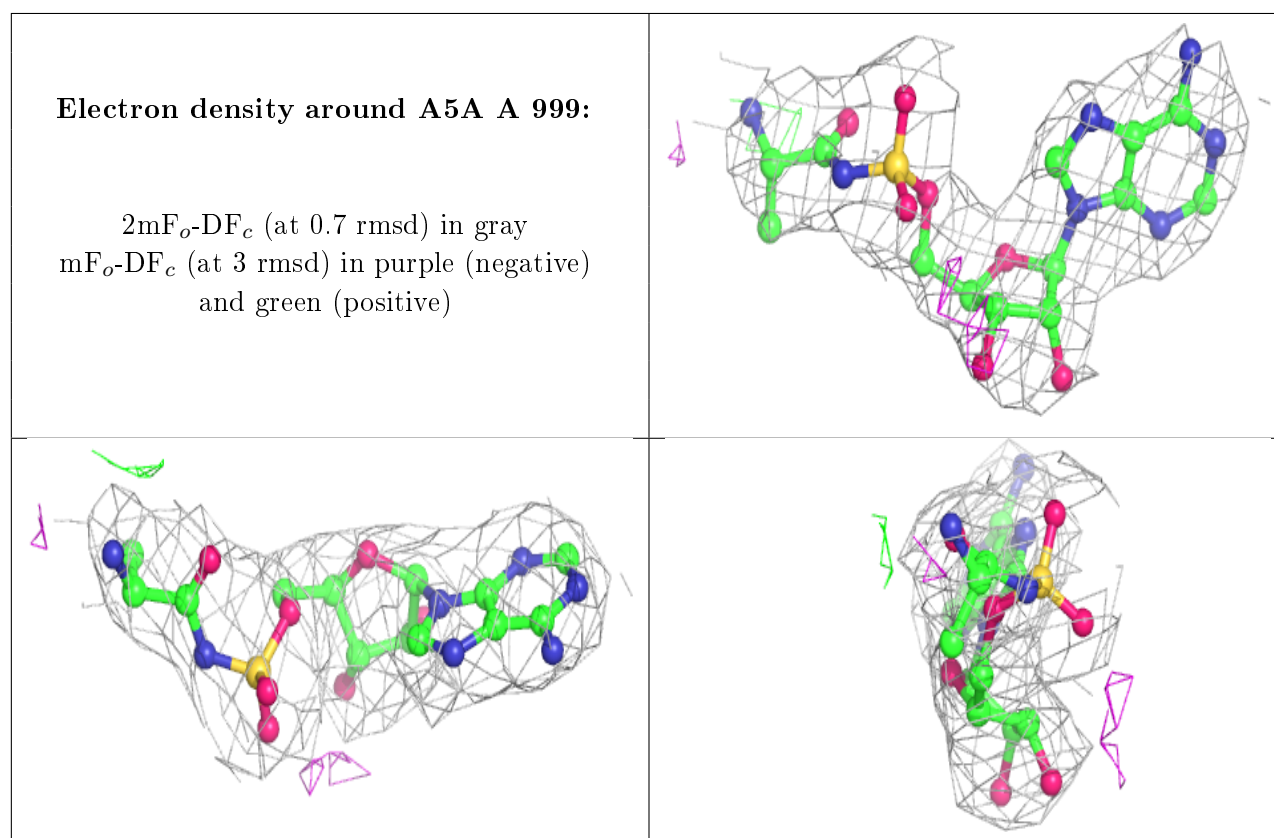 Electron density around A5A A 999:
2mFo-DFc (at 0.7 rmsd) in gray
mFo-DFc (at 3 rmsd) in purple (negative)
and green (positive)